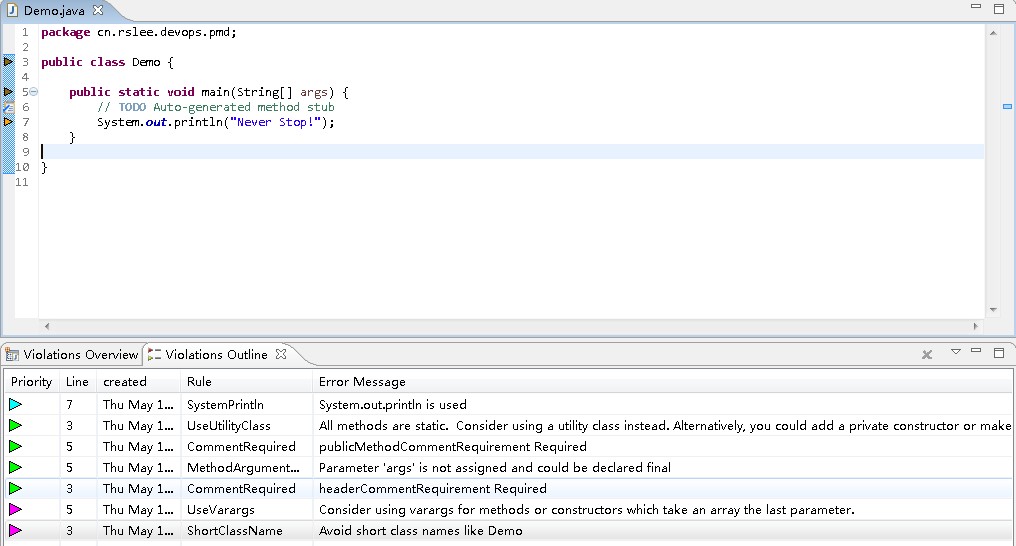 Demo.java
1 package cn.rslee.devops.pmd;
2
3 public class Demo {
4
5 public static void main(String[] args) {
6 // TODO Auto-generated method stub
7 System.out.println("Never Stop!");
8 }
9
10 }
11
Violations Overview Violations Outline
Priority Line created Rule Error Message
7 Thu May 1... SystemPrintln System.out.println is used
3 Thu May 1... UseUtilityClass All methods are static.  Consider using a utility class instead. Alternatively, you could add a private constructor or make
5 Thu May 1... CommentRequired publicMethodCommentRequirement Required
5 Thu May 1... MethodArgument... Parameter 'args' is not assigned and could be declared final
3 Thu May 1... CommentRequired headerCommentRequirement Required
5 Thu May 1... UseVarargs Consider using varargs for methods or constructors which take an array the last parameter.
3 Thu May 1... ShortClassName Avoid short class names like Demo